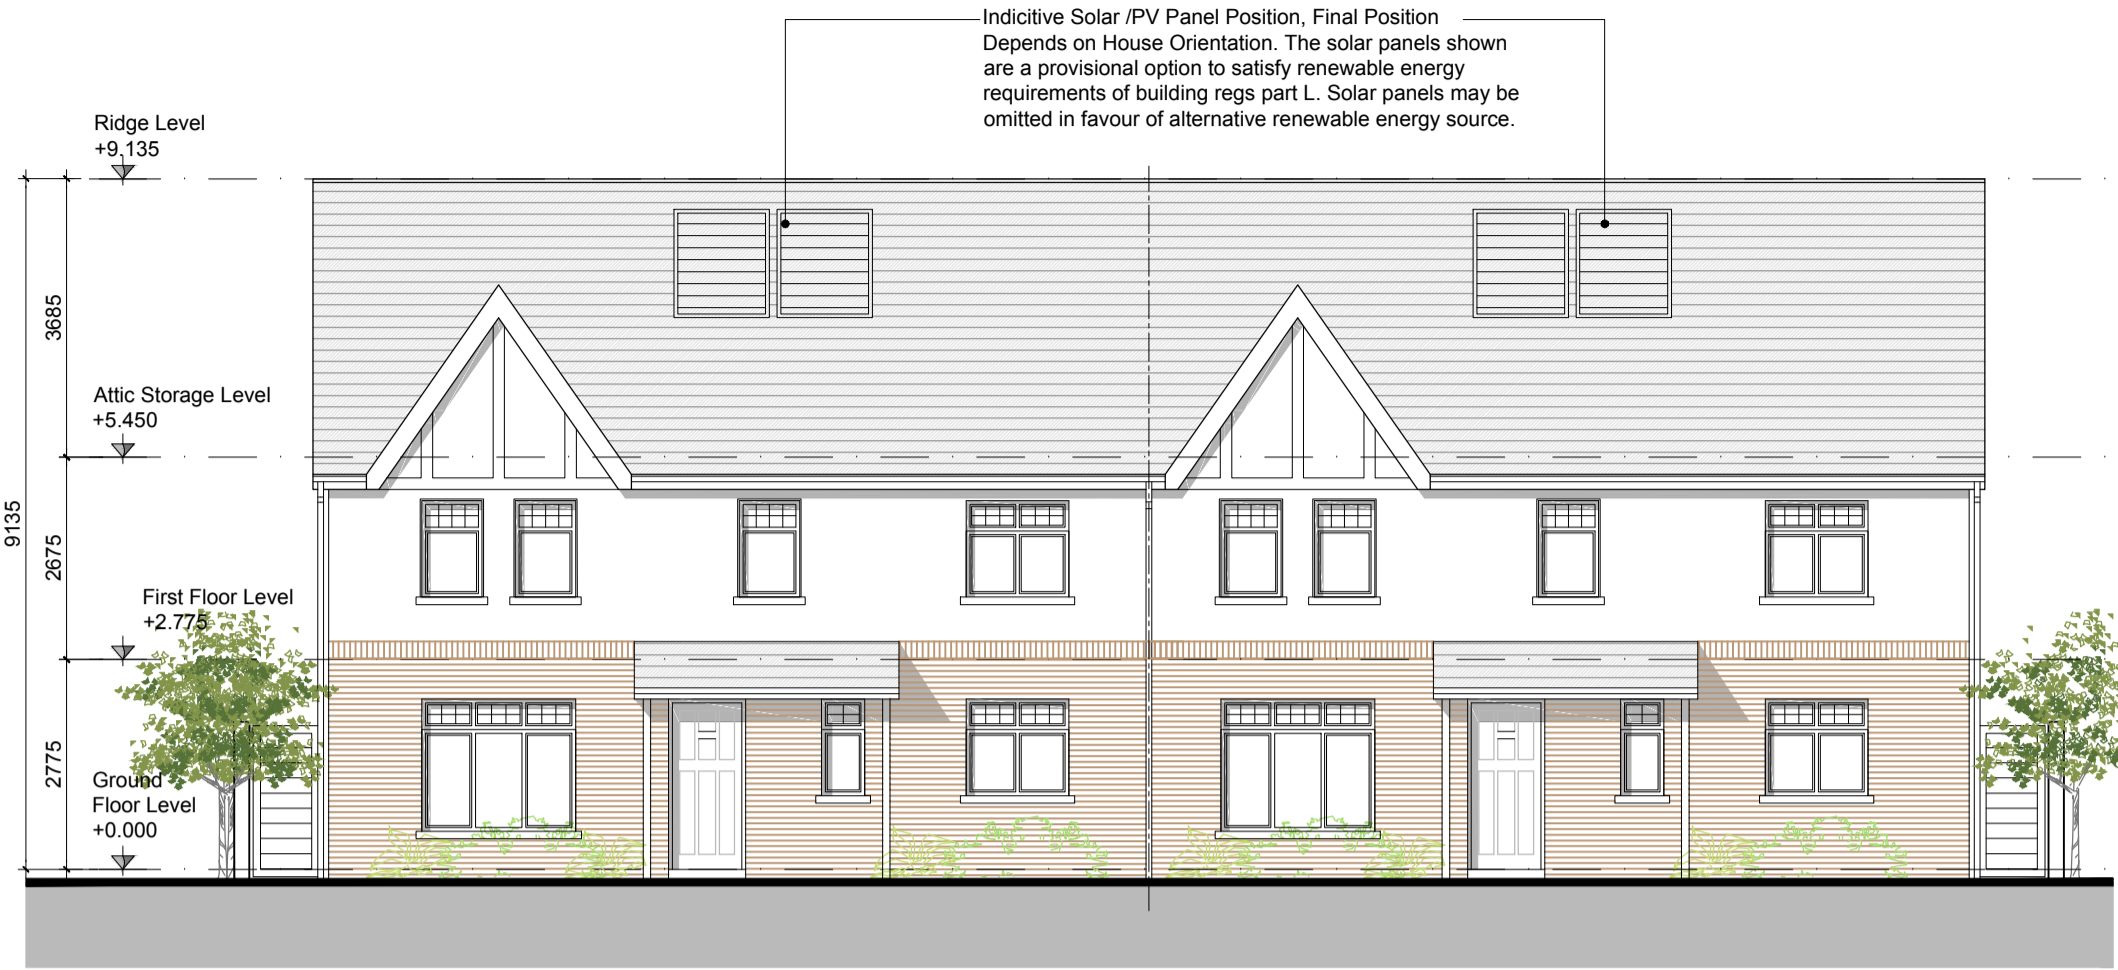 Indicitive Solar /PV Panel Position, Final Position
Depends on House Orientation. The solar panels shown
are a provisional option to satisfy renewable energy
requirements of building regs part L. Solar panels may be
omitted in favour of alternative renewable energy source.
Ridge Level
+9.135
3685
Attic Storage Level
+5.450
9135
2675
First Floor Level
+2.775
2775
Ground
Floor Level
+0.000